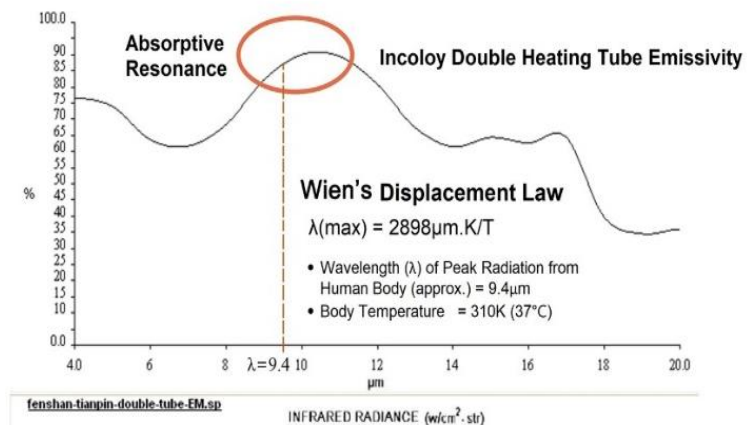 100.0
90
85
80
75
65
60
55
50
45
35
30
25
20
15
10
0.0
%
Absorptive
Resonance
Incoloy Double Heating Tube Emissivity
Wien's Displacement Law
λ(max) = 2898μm.K/T
• Wavelength (λ) of Peak Radiation from
Human Body (approx.) = 9.4μm
• Body Temperature = 310K (37°C)
4.0 6 8 λ=9.4 10 12 14 16 18 20.0
μm
fenshan-tianpin-double-tube-EM.sp
INFRARED RADIANCE (w/cm²- str)